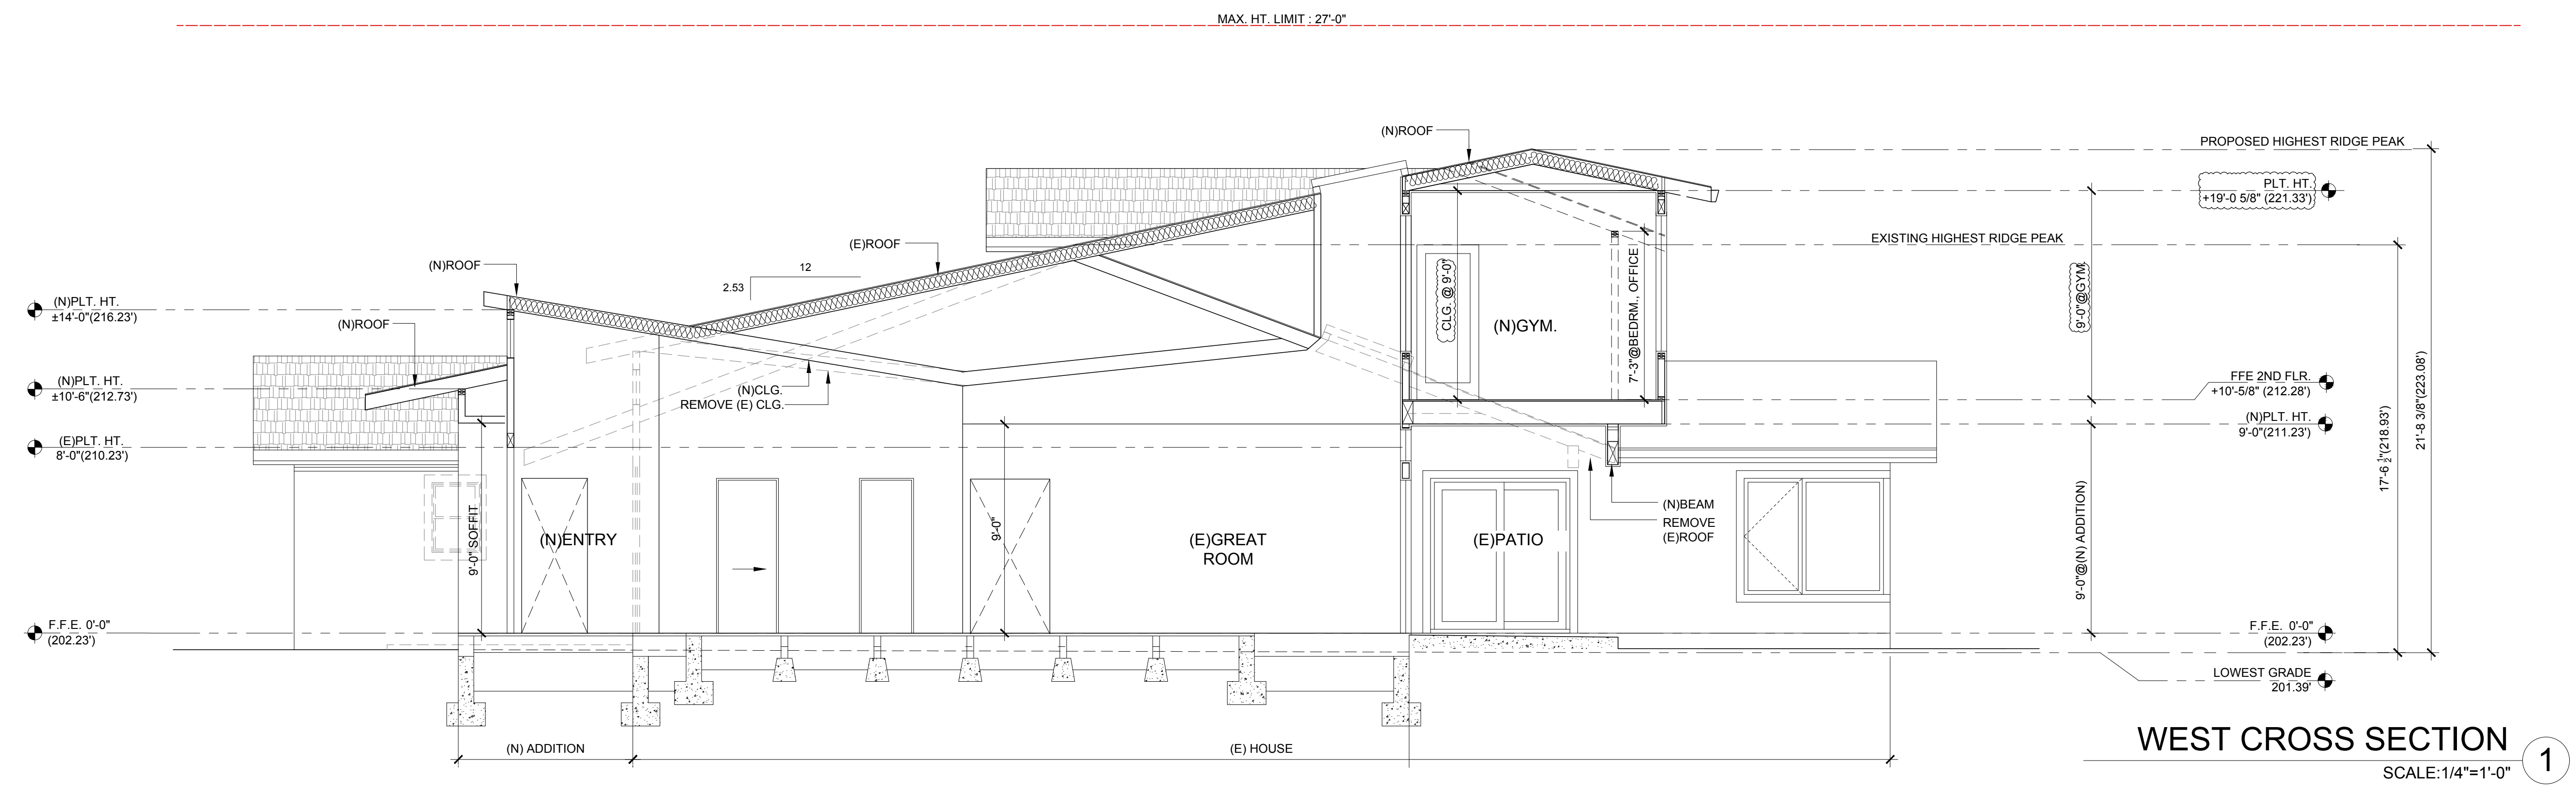 MAX. HT. LIMIT : 27'-0"
(N)ROOF
PROPOSED HIGHEST RIDGE PEAK
PLT. HT.
+19'-0 5/8" (221.33')
EXISTING HIGHEST RIDGE PEAK
(E)ROOF
(N)ROOF
12
2.53
CLG. @ 9'-0"
7'-3"@BEDRM., OFFICE
9'-0"@GYM.
(N)PLT. HT.
±14'-0"(216.23')
(N)ROOF
(N)GYM.
(N)PLT. HT.
±10'-6"(212.73')
(N)CLG.
REMOVE (E) CLG.
FFE 2ND FLR.
+10'-5/8" (212.28')
(N)PLT. HT.
9'-0"(211.23')
17'-6 1/2"(218.93')
21'-8 3/8"(223.08')
(E)PLT. HT.
8'-0"(210.23')
9'-0" SOFFIT
(N)ENTRY
9'-0"
(E)GREAT
ROOM
(E)PATIO
(N)BEAM
REMOVE
(E)ROOF
9'-0"@(N) ADDITION)
F.F.E. 0'-0"
(202.23')
F.F.E. 0'-0"
(202.23')
LOWEST GRADE
201.39'
(N) ADDITION
(E) HOUSE
WEST CROSS SECTION
1
SCALE:1/4"=1'-0"